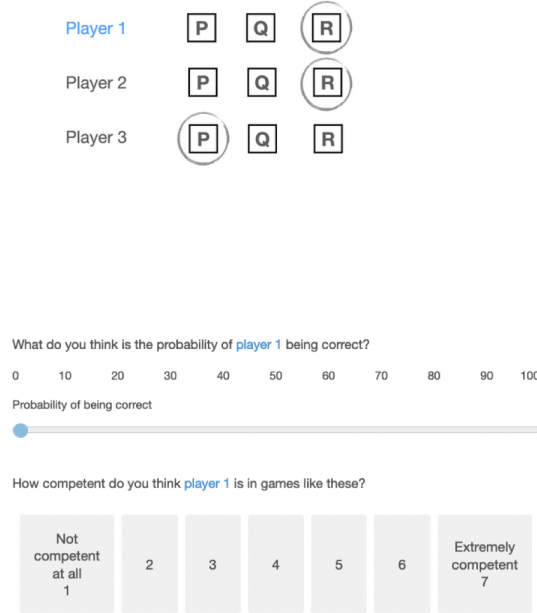 Player 1 P Q R
Player 2 P Q R
Player 3 P Q R
What do you think is the probability of player 1 being correct?
0 10 20 30 40 50 60 70 80 90 100
Probability of being correct
How competent do you think player 1 is in games like these?
Not
competent
at all
1
2
3
4
5
6
Extremely
competent
7